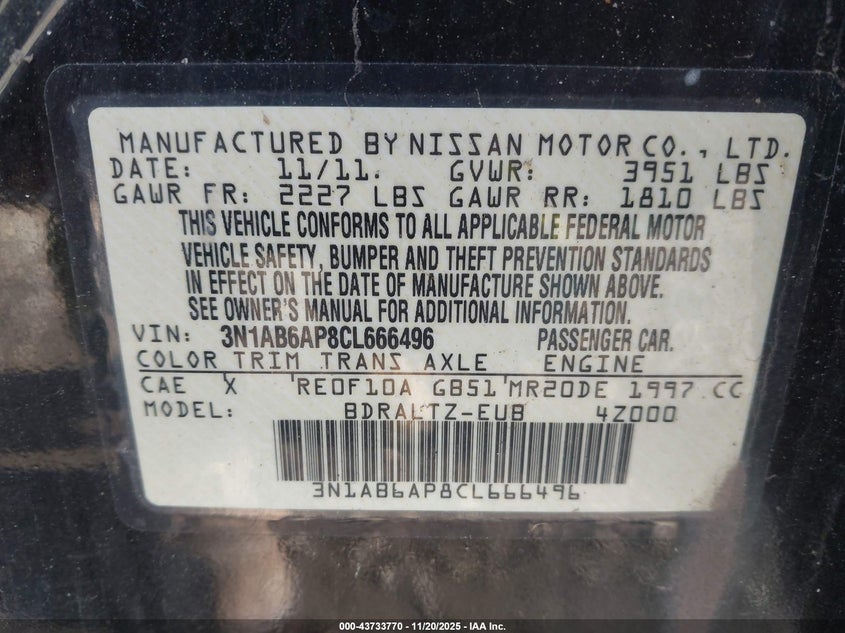 MANUFACTURED BY NISSAN MOTOR CO., LTD.
DATE: 11/11. GVWR: 3951 LBS
GAWR FR: 2227 LBS GAWR RR: 1810 LBS
THIS VEHICLE CONFORMS TO ALL APPLICABLE FEDERAL MOTOR
VEHICLE SAFETY, BUMPER AND THEFT PREVENTION STANDARDS
IN EFFECT ON THE DATE OF MANUFACTURE SHOWN ABOVE.
SEE OWNER'S MANUAL FOR ADDITIONAL INFORMATION.
VIN: 3N1AB6AP8CL666496 PASSENGER CAR.
COLOR TRIM TRANS AXLE ENGINE
CAE X RE0F10A GB51 MR20DE 1997 CC
MODEL: BDRALTZ-EUB 4Z000
3N1AB6AP8CL666496
000-43733770 - 11/20/2025 - IAA Inc.